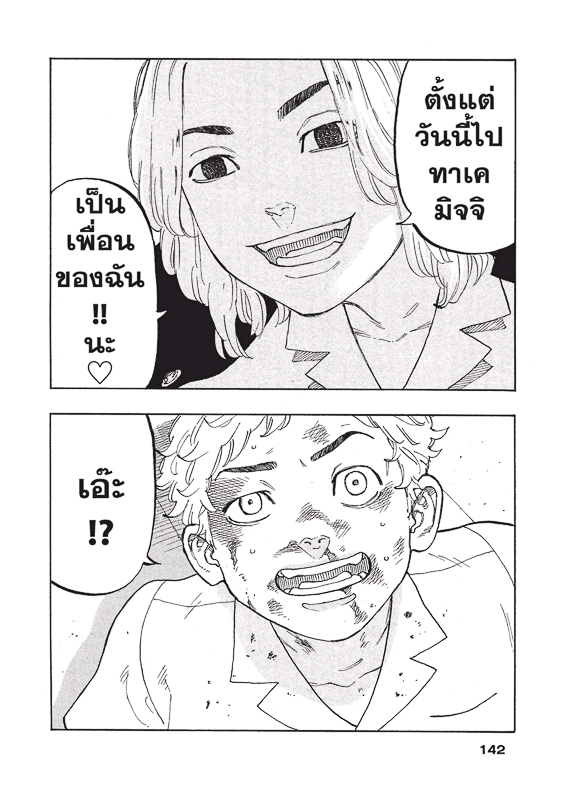 ตั้งแต่
วันนี้ไป
ทาเค
มิจจิ
เป็น
เพื่อน
ของฉัน
!!
นะ
♡
เอ๊ะ
!?
142